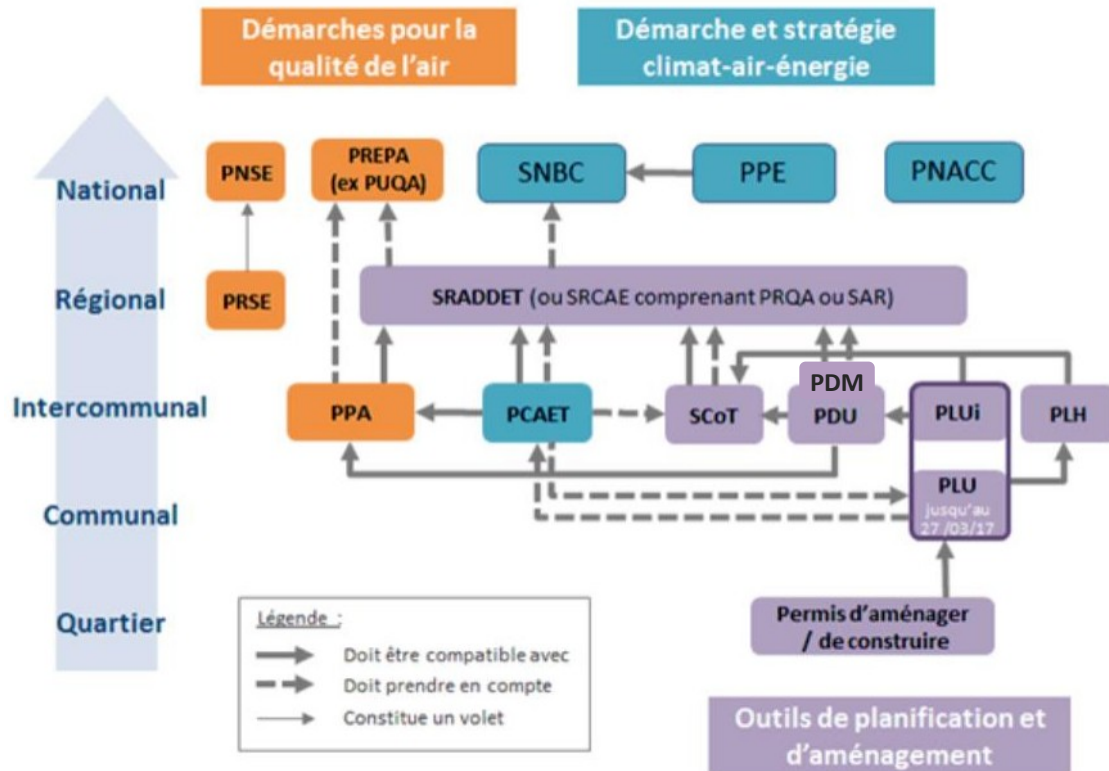 Démarches pour la
qualité de l'air
Démarche et stratégie
climat-air-énergie
National
PNSE
PREPA
(ex PUQA)
SNBC
PPE
PNACC
Régional
PRSE
SRADDET (ou SRCAE comprenant PRQA ou SAR)
Intercommunal
PPA
PCAET
SCoT
PDM
PDU
PLUi
PLH
Communal
PLU
jusqu'au
27/03/17
Quartier
Permis d'aménager
/ de construire
Légende :
Doit être compatible avec
Doit prendre en compte
Constitue un volet
Outils de planification et
d'aménagement